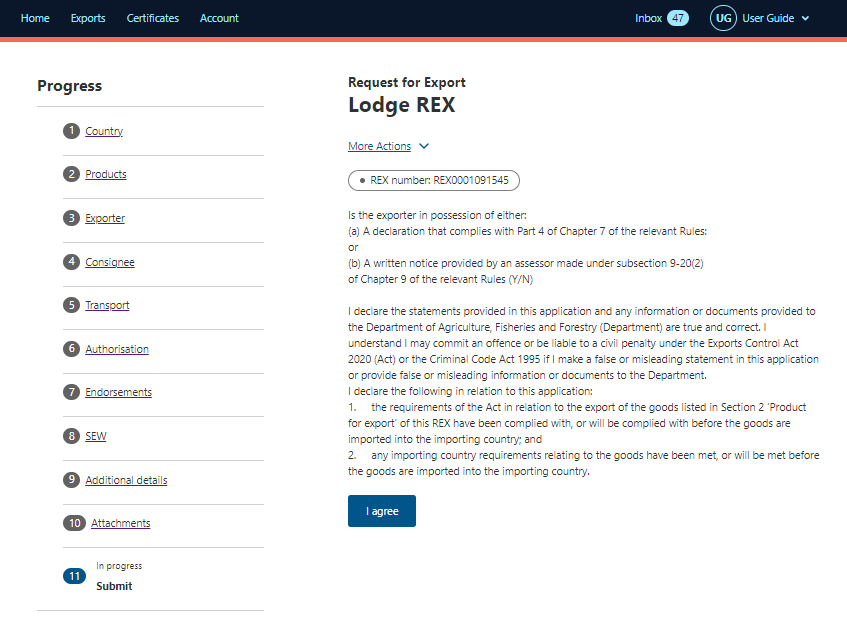 Home Exports Certificates Account Inbox 47 UG User Guide
Progress
1 Country
2 Products
3 Exporter
4 Consignee
5 Transport
6 Authorisation
7 Endorsements
8 SEW
9 Additional details
10 Attachments
11 In progress
Submit
Request for Export
Lodge REX
More Actions
REX number: REX0001091545
Is the exporter in possession of either:
(a) A declaration that complies with Part 4 of Chapter 7 of the relevant Rules:
or
(b) A written notice provided by an assessor made under subsection 9-20(2)
of Chapter 9 of the relevant Rules (Y/N)
I declare the statements provided in this application and any information or documents provided to
the Department of Agriculture, Fisheries and Forestry (Department) are true and correct. I
understand I may commit an offence or be liable to a civil penalty under the Exports Control Act
2020 (Act) or the Criminal Code Act 1995 if I make a false or misleading statement in this application
or provide false or misleading information or documents to the Department.
I declare the following in relation to this application:
1. the requirements of the Act in relation to the export of the goods listed in Section 2 'Product
for export' of this REX have been complied with, or will be complied with before the goods are
imported into the importing country; and
2. any importing country requirements relating to the goods have been met, or will be met before
the goods are imported into the importing country.
I agree